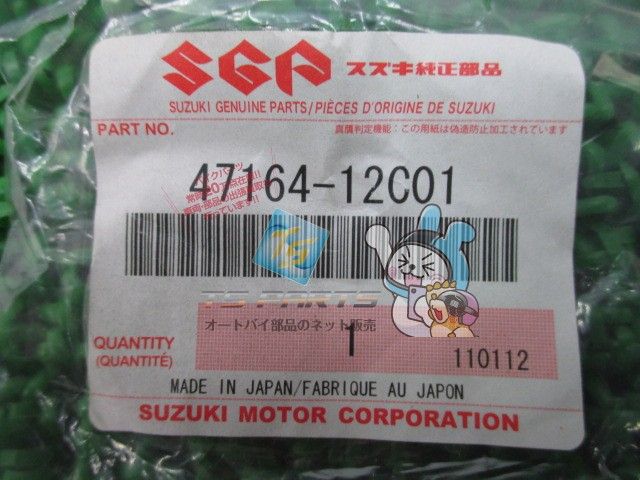 SGP スズキ純正部品
SUZUKI GENUINE PARTS/PIÈCES D'ORIGINE DE SUZUKI
PART NO.
真贋判定機能:この用紙は偽造防止加工されています
47164-12C01
TS PARTS
オートバイ部品のネット販売
QUANTITY
(QUANTITÉ)
1
110112
MADE IN JAPAN/FABRIQUE AU JAPON
SUZUKI MOTOR CORPORATION